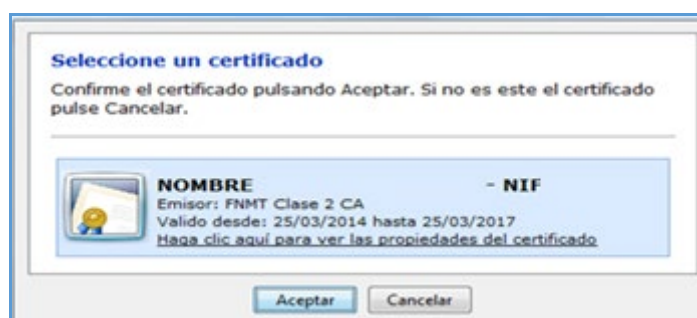 Seleccione un certificado
Confirme el certificado pulsando Aceptar. Si no es este el certificado
pulse Cancelar.
NOMBRE - NIF
Emisor: FNMT Clase 2 CA
Valido desde: 25/03/2014 hasta 25/03/2017
Haga clic aquí para ver las propiedades del certificado
Aceptar Cancelar